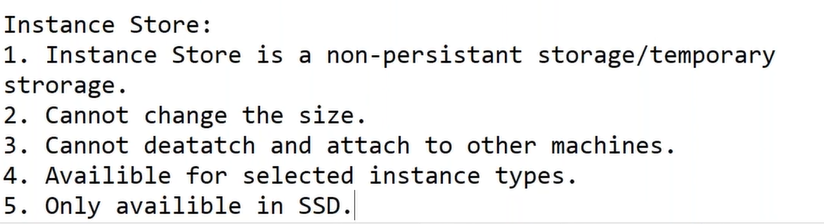 Instance Store:
1. Instance Store is a non-persistant storage/temporary
strorage.
2. Cannot change the size.
3. Cannot deatatch and attach to other machines.
4. Availible for selected instance types.
5. Only availible in SSD.